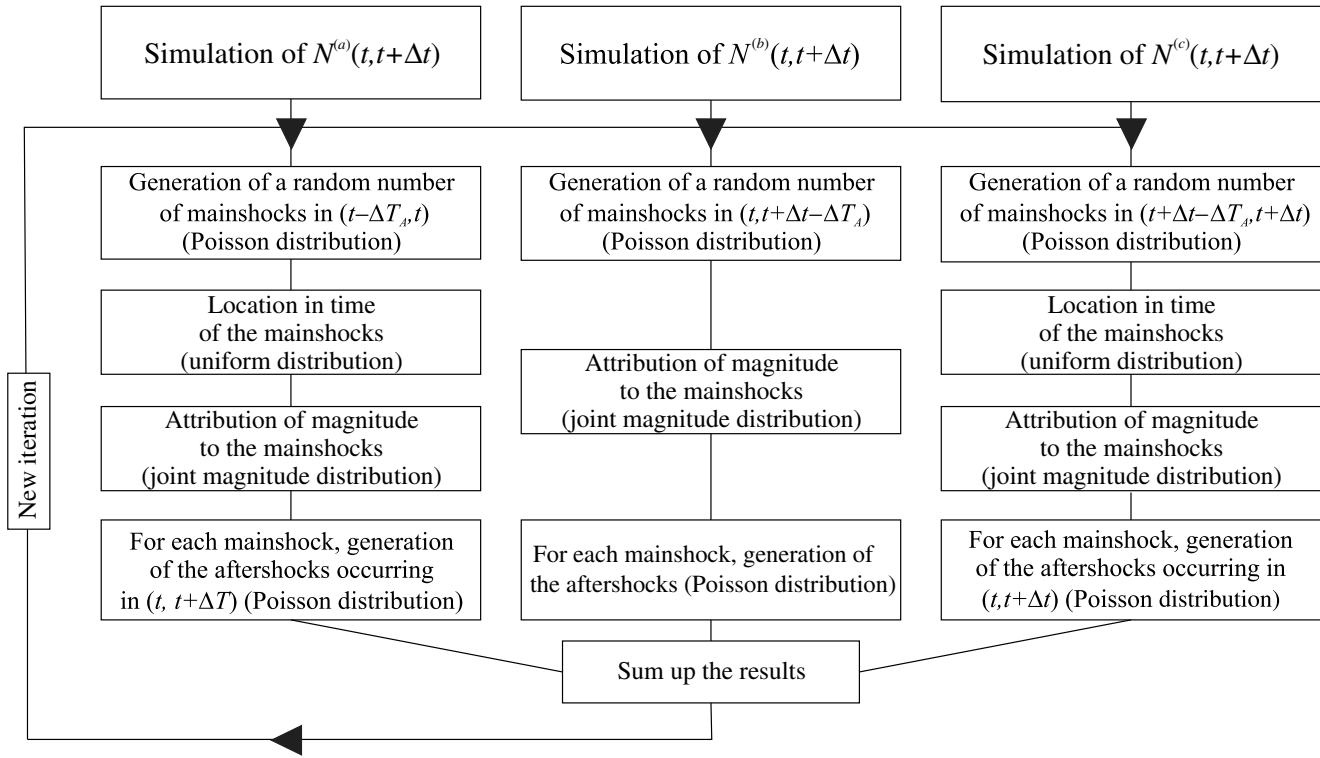 Simulation of N(a)(t,t+Δt)
Simulation of N(b)(t,t+Δt)
Simulation of N(c)(t,t+Δt)
Generation of a random number
of mainshocks in (t–ΔT_A,t)
(Poisson distribution)
Generation of a random number
of mainshocks in (t,t+Δt–ΔT_A)
(Poisson distribution)
Generation of a random number
of mainshocks in (t+Δt–ΔT_A,t+Δt)
(Poisson distribution)
Location in time
of the mainshocks
(uniform distribution)
Attribution of magnitude
to the mainshocks
(joint magnitude distribution)
Location in time
of the mainshocks
(uniform distribution)
Attribution of magnitude
to the mainshocks
(joint magnitude distribution)
Attribution of magnitude
to the mainshocks
(joint magnitude distribution)
New iteration
For each mainshock, generation
of the aftershocks occurring
in (t, t+ΔT) (Poisson distribution)
For each mainshock, generation of
the aftershocks (Poisson distribution)
For each mainshock, generation
of the aftershocks occurring in
(t,t+Δt) (Poisson distribution)
Sum up the results